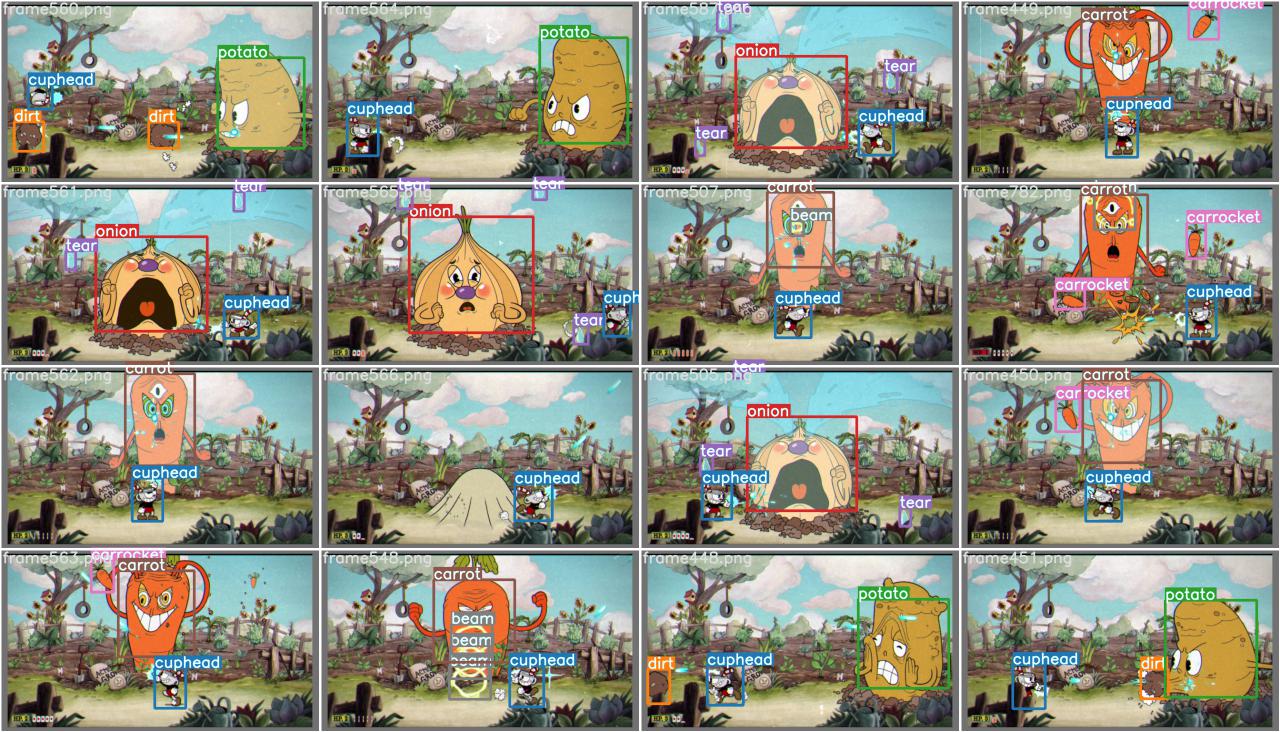 frame560.png
potato
cuphead
dirt
dirt
frame564.png
potato
cuphead
frame587.png
tear
onion
tear
cuphead
tear
frame449.png
carrot
carrocket
cuphead
frame561.png
tear
onion
tear
cuphead
frame565.png
tear
tear
onion
cuph
tear
frame507.png
carrot
beam
cuphead
frame782.png
carrot
carrocket
carrocket
cuphead
frame562.png
carrot
cuphead
frame566.png
cuphead
frame505.png
tear
onion
tear
cuphead
tear
frame450.png
carrot
carrocket
cuphead
frame563.png
carrocket
carrot
cuphead
frame548.png
carrot
beam
beam
beam
cuphead
frame448.png
potato
dirt
cuphead
frame451.png
potato
cuphead
dirt